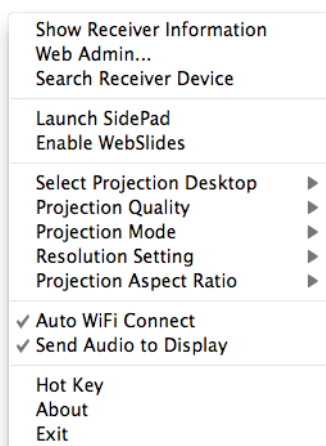 Show Receiver Information
Web Admin...
Search Receiver Device
Launch SidePad
Enable WebSlides
Select Projection Desktop
Projection Quality
Projection Mode
Resolution Setting
Projection Aspect Ratio
Auto WiFi Connect
Send Audio to Display
Hot Key
About
Exit